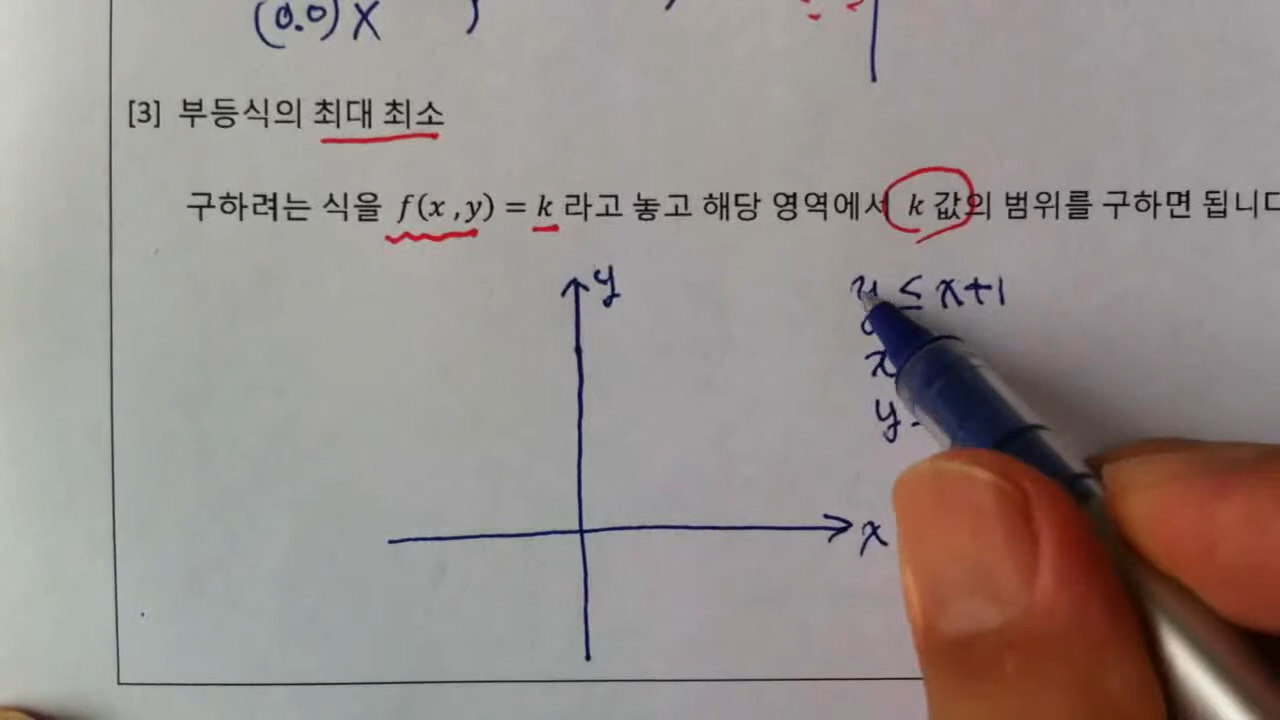 (0.0) X
[3] 부등식의 최대 최소
구하려는 식을 f(x ,y) = k 라고 놓고 해당 영역에서 k 값의 범위를 구하면 됩니다
y
y ≤ x+1
x
y
x